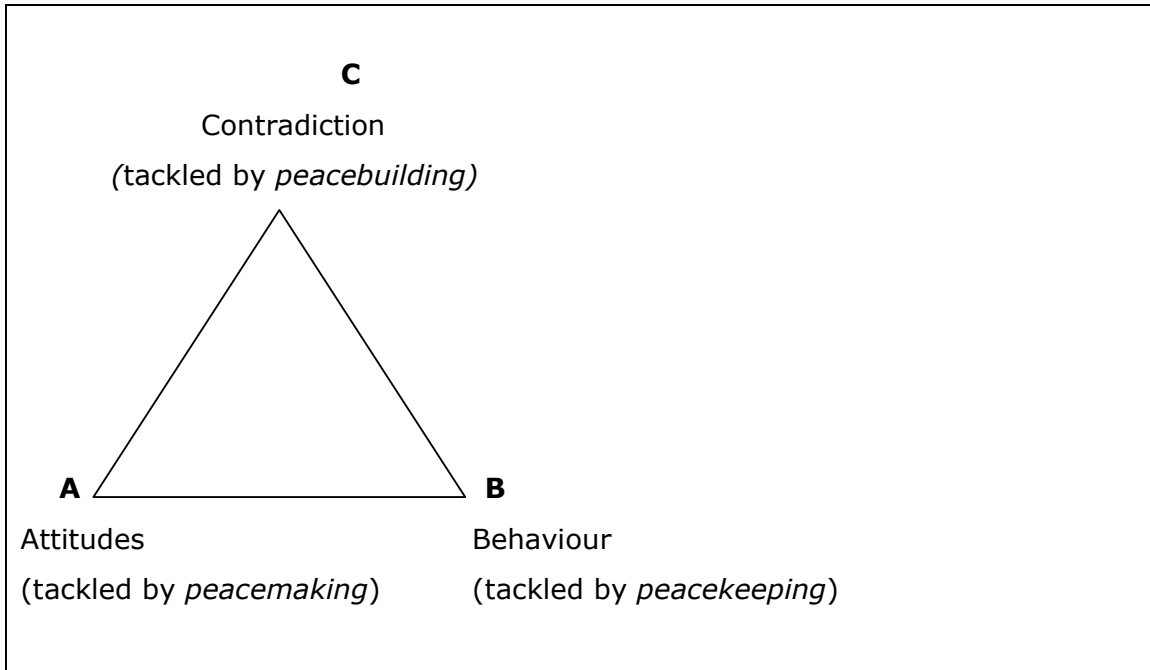 C
Contradiction
(tackled by peacebuilding)
A
B
Attitudes
Behaviour
(tackled by peacemaking)
(tackled by peacekeeping)